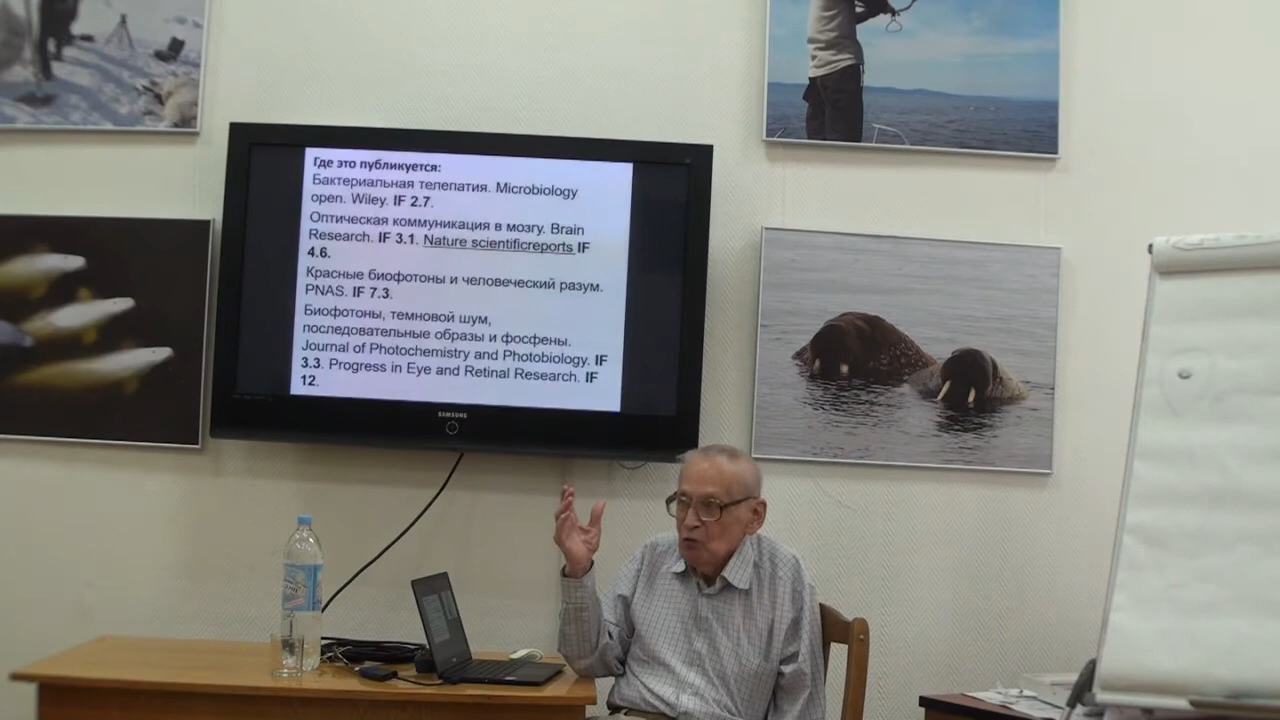 Где это публикуется:
Бактериальная телепатия. Microbiology
open. Wiley. IF 2.7.
Оптическая коммуникация в мозгу. Brain
Research. IF 3.1. Nature scientificreports IF
4.6.
Красные биофотоны и человеческий разум.
PNAS. IF 7.3.
Биофотоны, темновой шум,
последовательные образы и фосфены.
Journal of Photochemistry and Photobiology. IF
3.3. Progress in Eye and Retinal Research. IF
12.
SAMSUNG